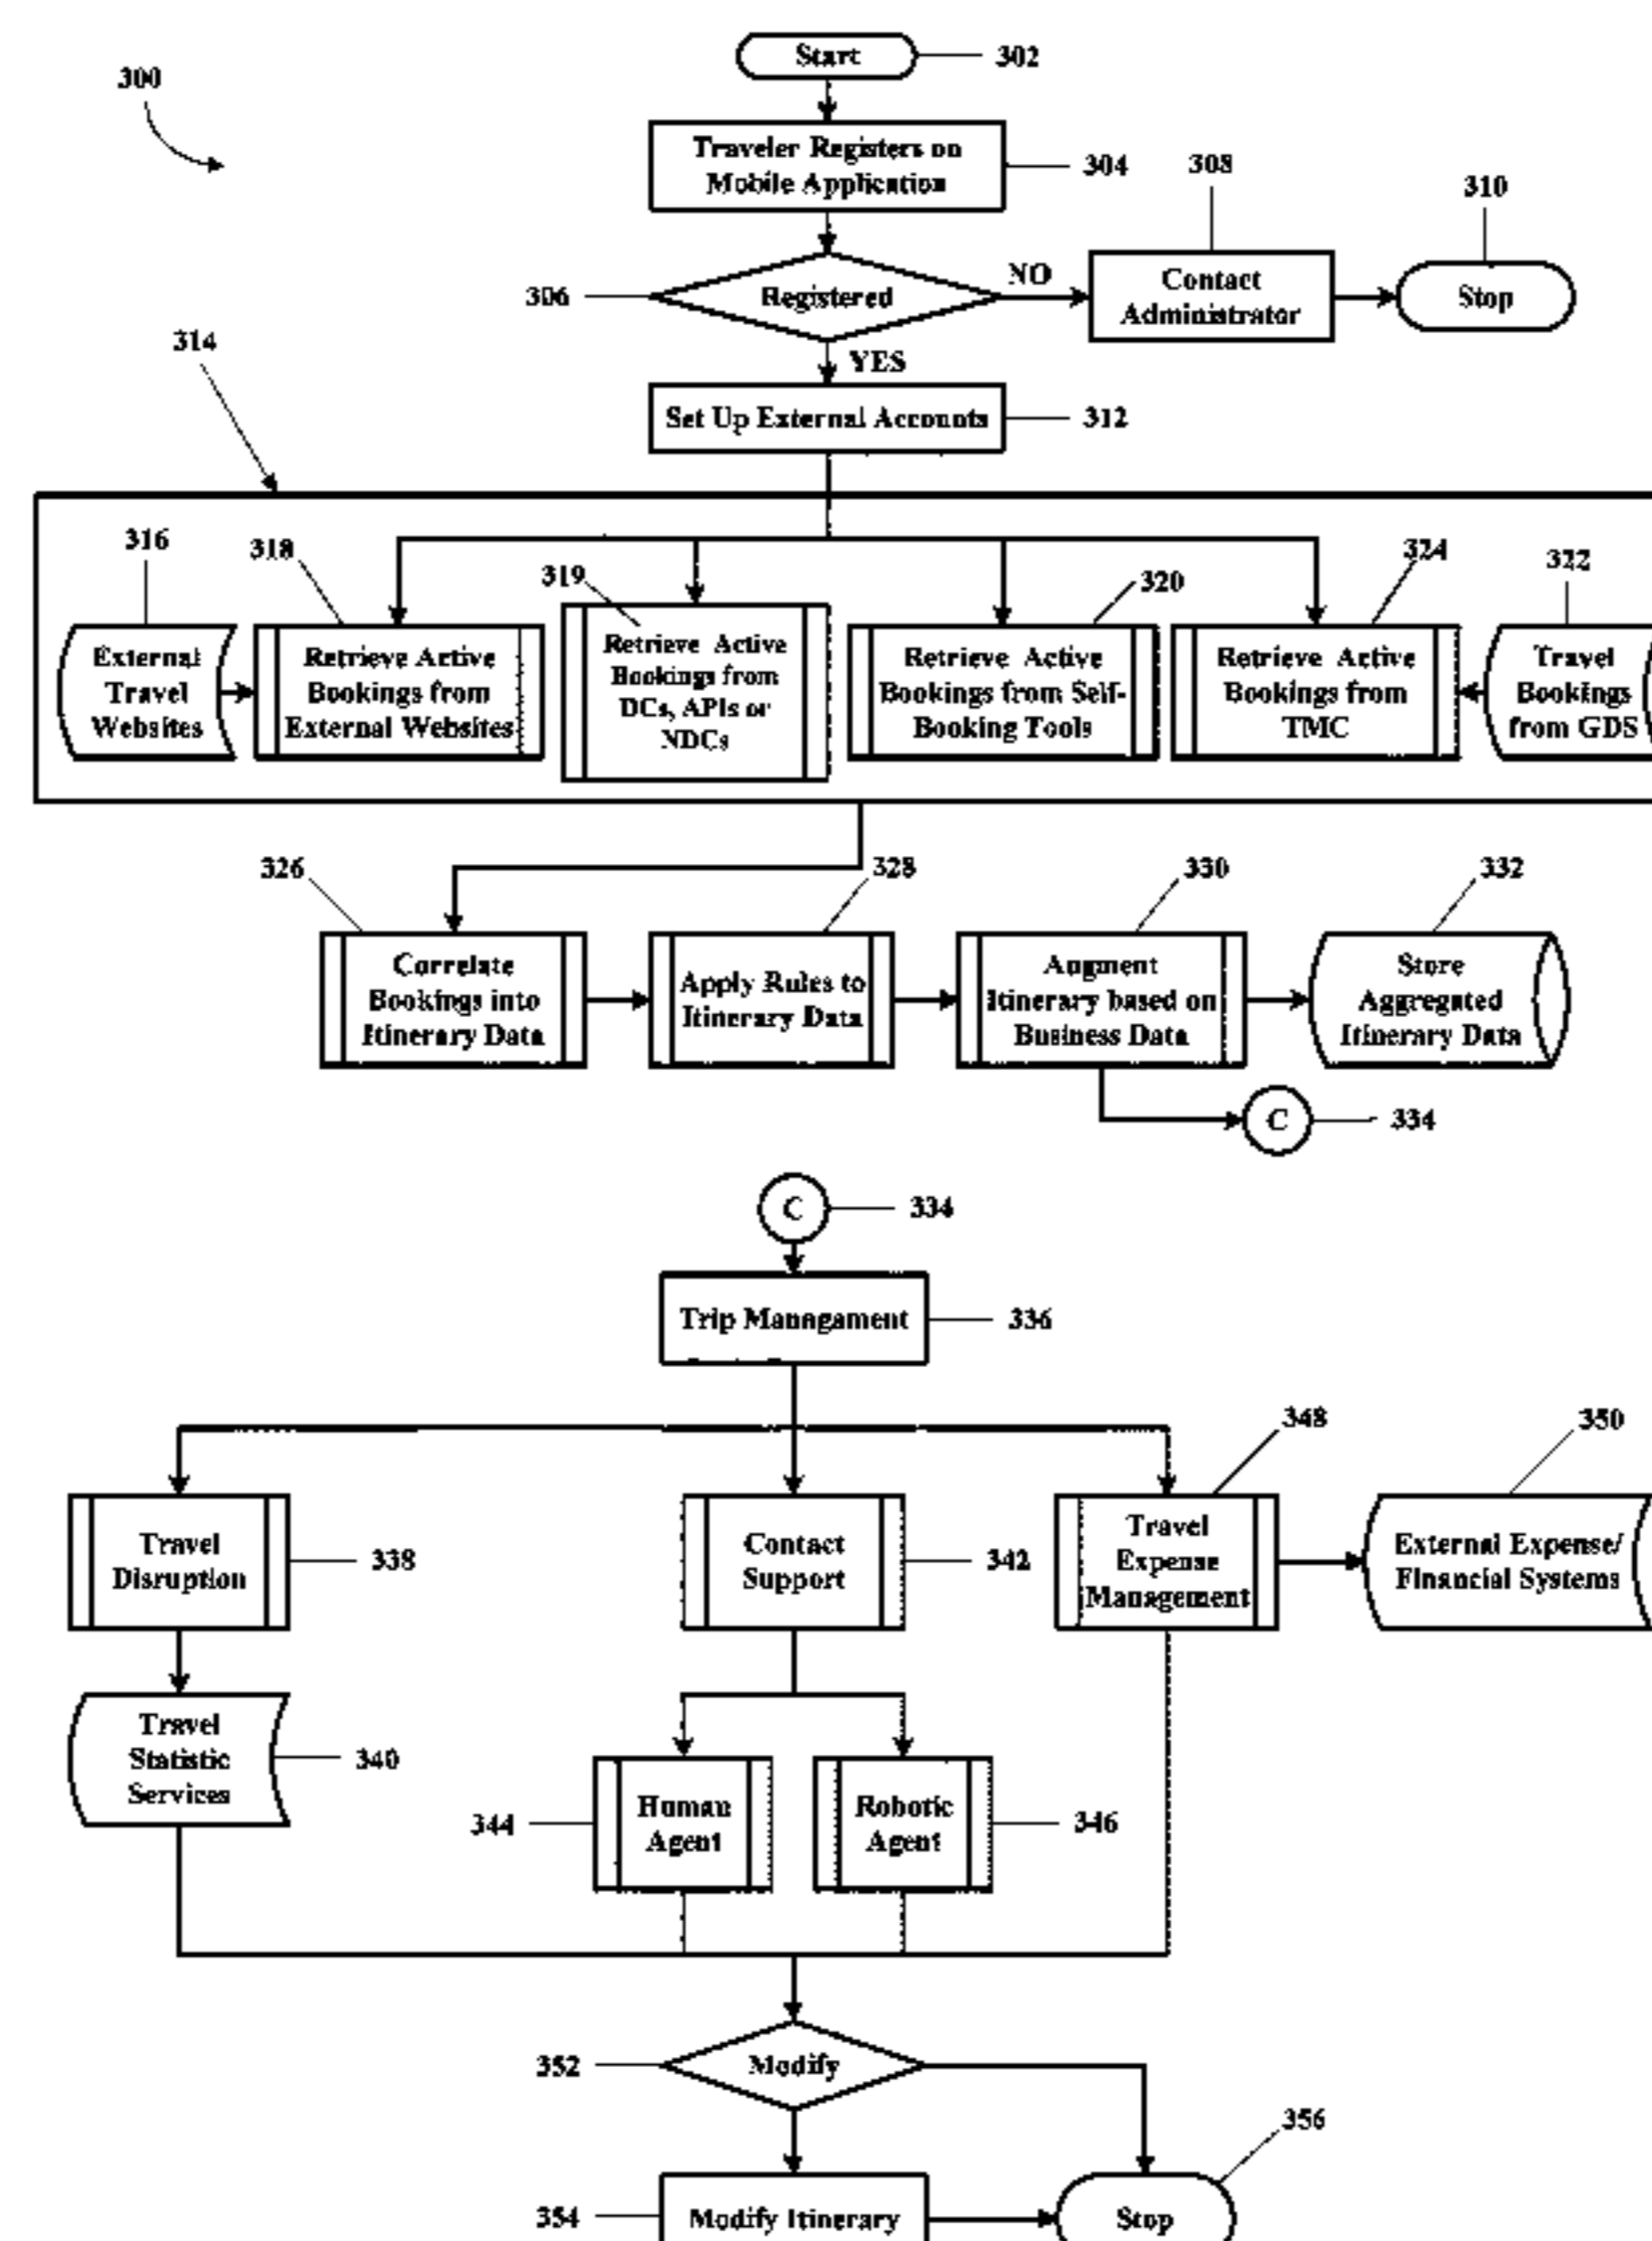 Start
302
300
Traveler Registers on
Mobile Application
304
308
310
306
Registered
NO
Contact
Administrator
Stop
314
YES
Set Up External Accounts
312
316
318
319
320
324
322
External
Travel
Websites
Retrieve Active
Bookings from
External Websites
Retrieve Active
Bookings from
DCs, APIs or
NDCs
Retrieve Active
Bookings from Self-
Booking Tools
Retrieve Active
Bookings from
TMC
Travel
Bookings
from GDS
326
328
330
332
Correlate
Bookings into
Itinerary Data
Apply Rules to
Itinerary Data
Augment
Itinerary based on
Business Data
Store
Aggregated
Itinerary Data
C
334
C
334
Trip Managament
336
348
350
Travel
Disruption
338
Contact
Support
342
Travel
Expense
Management
External Expense/
Financial Systems
Travel
Statistic
Services
340
344
Human
Agent
Robotic
Agent
346
352
Modify
356
354
Modify Itinerary
Stop